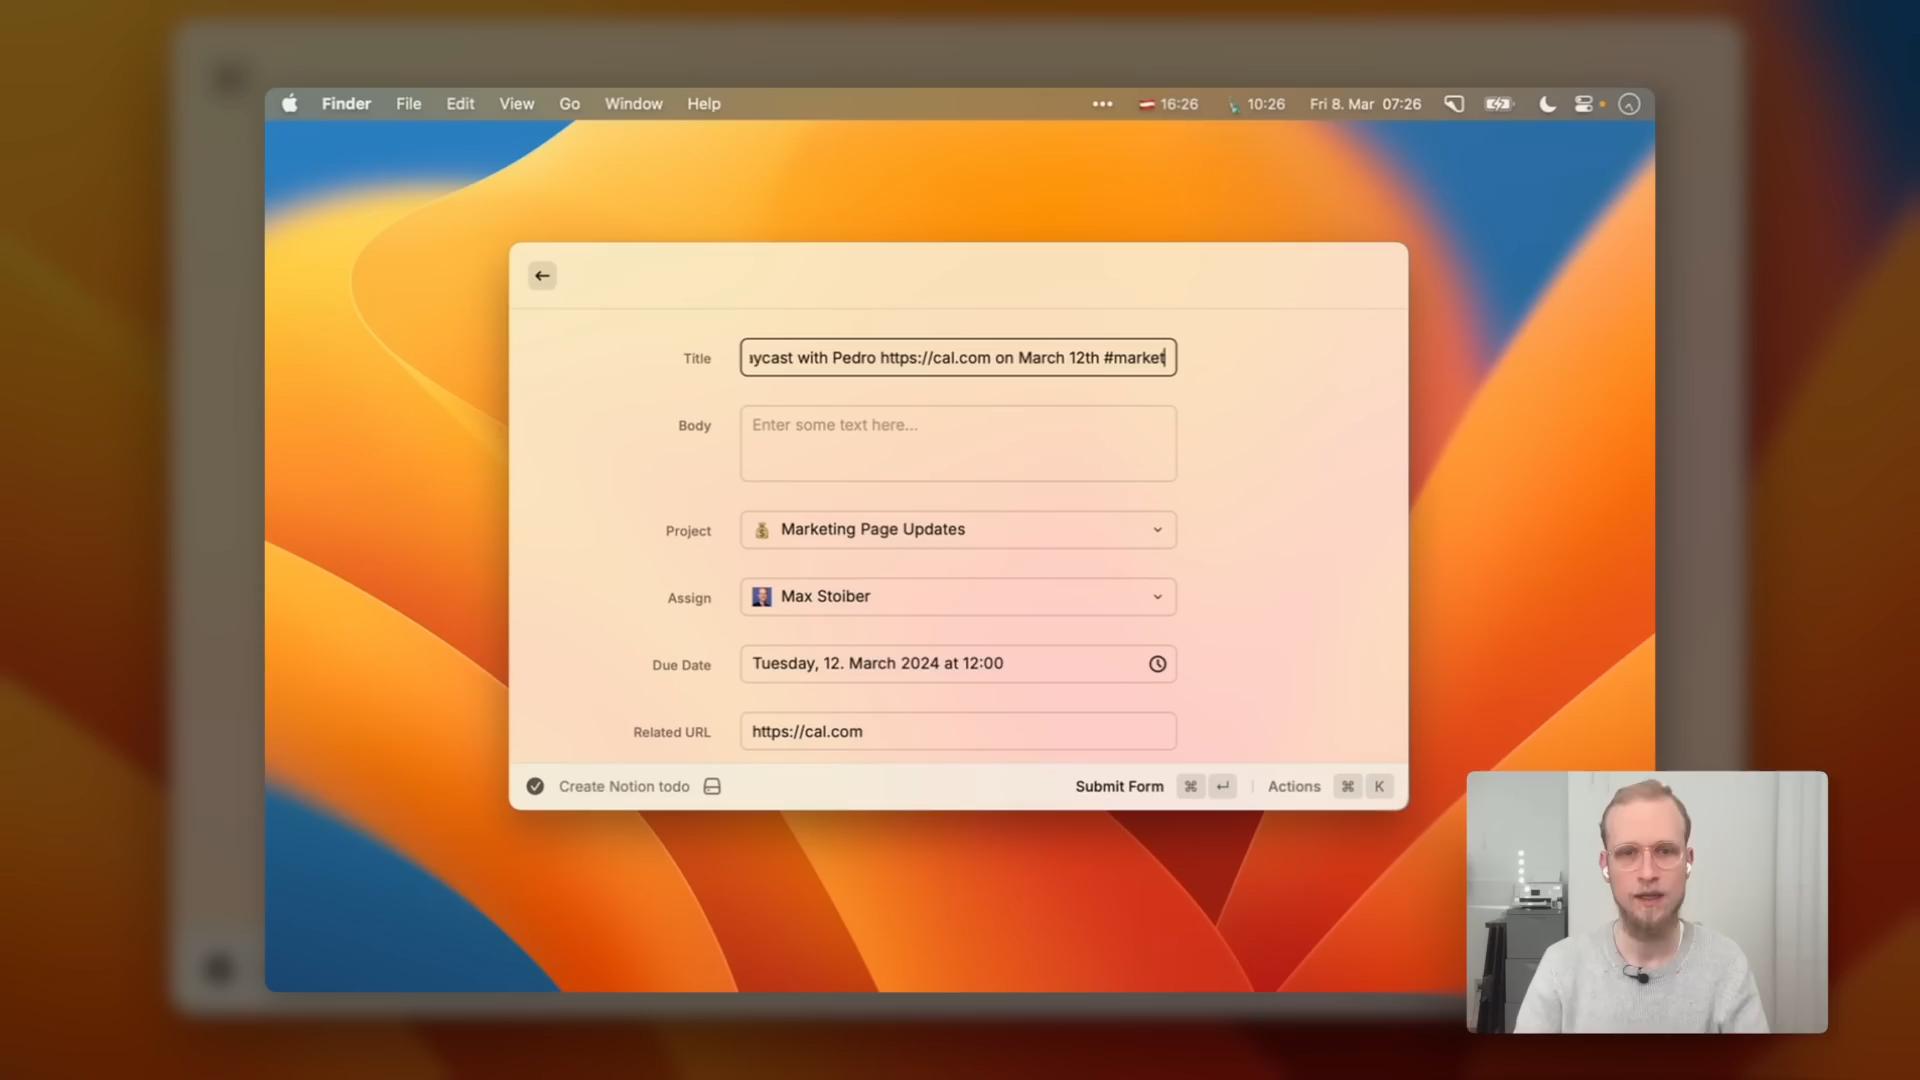 Finder File Edit View Go Window Help ••• 16:26 10:26 Fri 8. Mar 07:26
Title
aycast with Pedro https://cal.com on March 12th #market
Body
Enter some text here...
Project
Marketing Page Updates
Assign
Max Stoiber
Due Date
Tuesday, 12. March 2024 at 12:00
Related URL
https://cal.com
Create Notion todo Submit Form ⌘ ↵ Actions ⌘ K